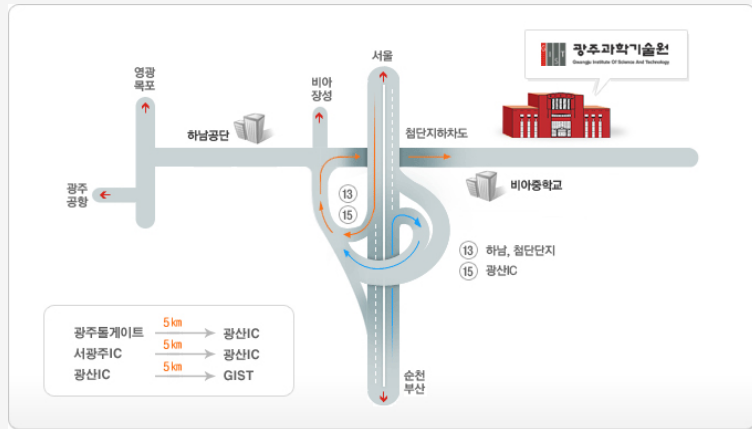 광주과학기술원
Gwangju Institute Of Science And Technology
서울
영광
목포
비아
장성
하남공단
첨단지하차도
비아중학교
광주
공항
13
15
13 하남, 첨단단지
15 광산IC
광주톨게이트 5km 광산IC
서광주IC 5km 광산IC
광산IC 5km GIST
순천
부산